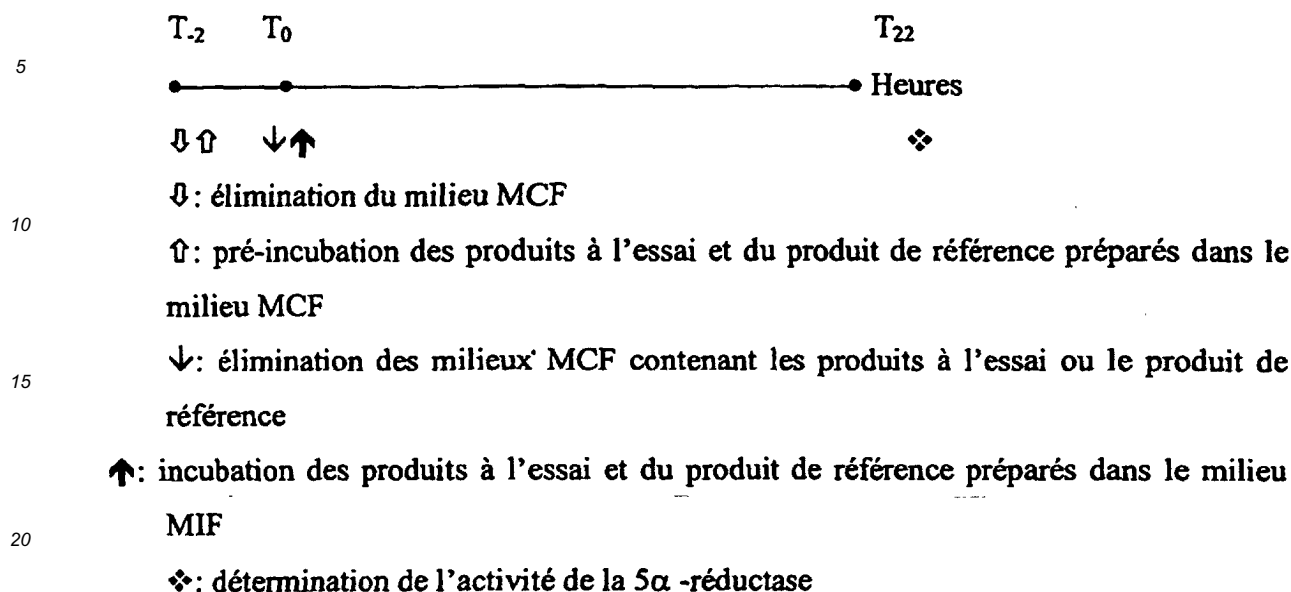 T-2 T0 T22
5
Heures
⇩⇧ ↓↑ ❖
⇩: élimination du milieu MCF
10
⇧: pré-incubation des produits à l'essai et du produit de référence préparés dans le
milieu MCF
↓: élimination des milieux MCF contenant les produits à l'essai ou le produit de
15
référence
↑: incubation des produits à l'essai et du produit de référence préparés dans le milieu
MIF
20
❖: détermination de l'activité de la 5α -réductase